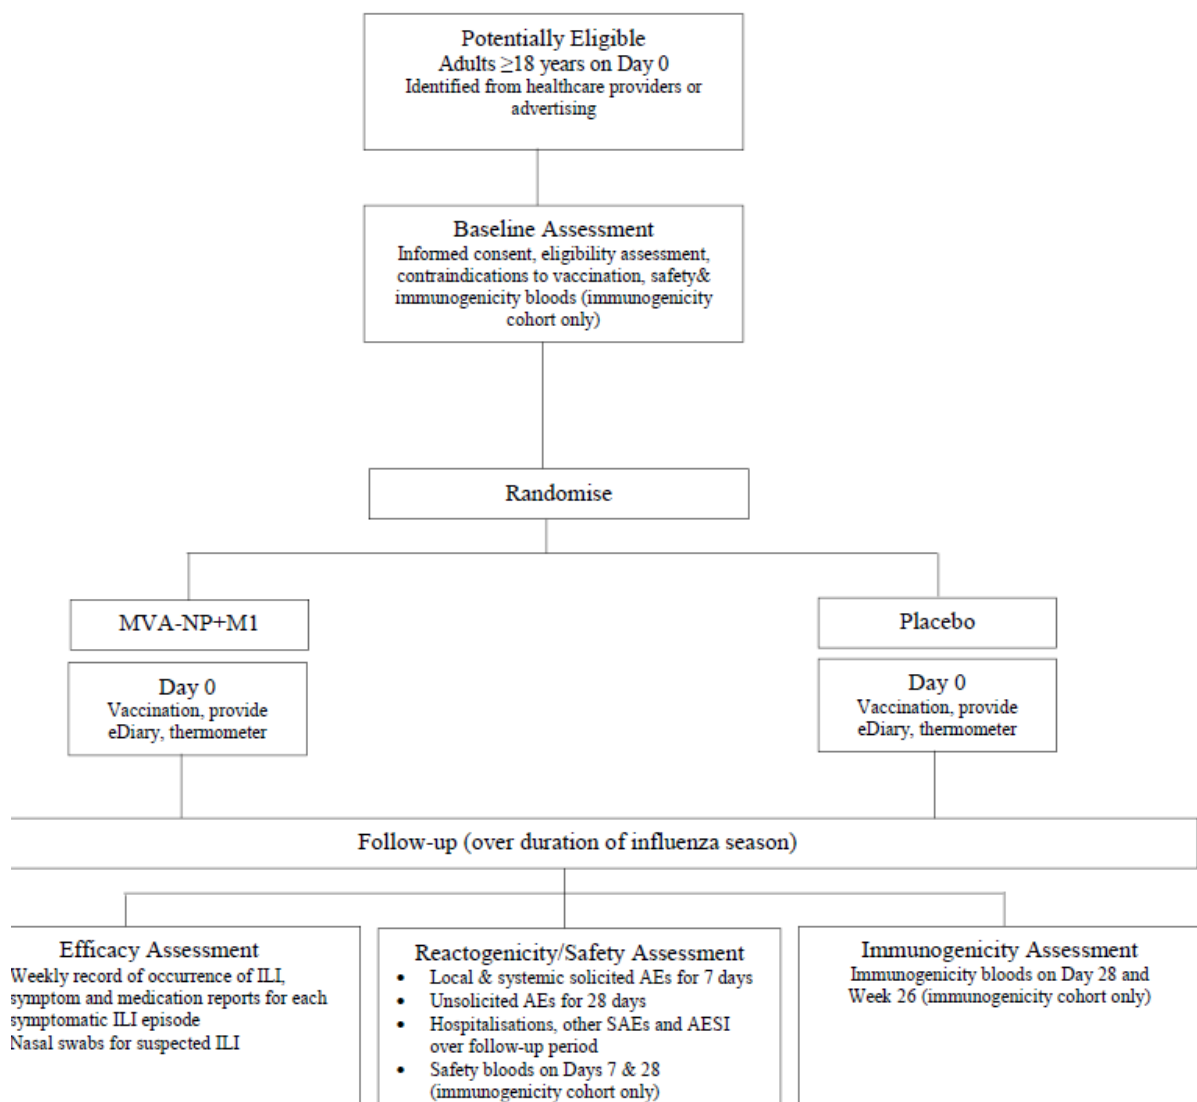 Potentially Eligible
Adults ≥18 years on Day 0
Identified from healthcare providers or
advertising
Baseline Assessment
Informed consent, eligibility assessment,
contraindications to vaccination, safety&
immunogenicity bloods (immunogenicity
cohort only)
Randomise
MVA-NP+M1
Placebo
Day 0
Vaccination, provide
eDiary, thermometer
Day 0
Vaccination, provide
eDiary, thermometer
Follow-up (over duration of influenza season)
Efficacy Assessment
Weekly record of occurrence of ILI,
symptom and medication reports for each
symptomatic ILI episode
Nasal swabs for suspected ILI
Reactogenicity/Safety Assessment
• Local & systemic solicited AEs for 7 days
• Unsolicited AEs for 28 days
• Hospitalisations, other SAEs and AESI
over follow-up period
• Safety bloods on Days 7 & 28
(immunogenicity cohort only)
Immunogenicity Assessment
Immunogenicity bloods on Day 28 and
Week 26 (immunogenicity cohort only)